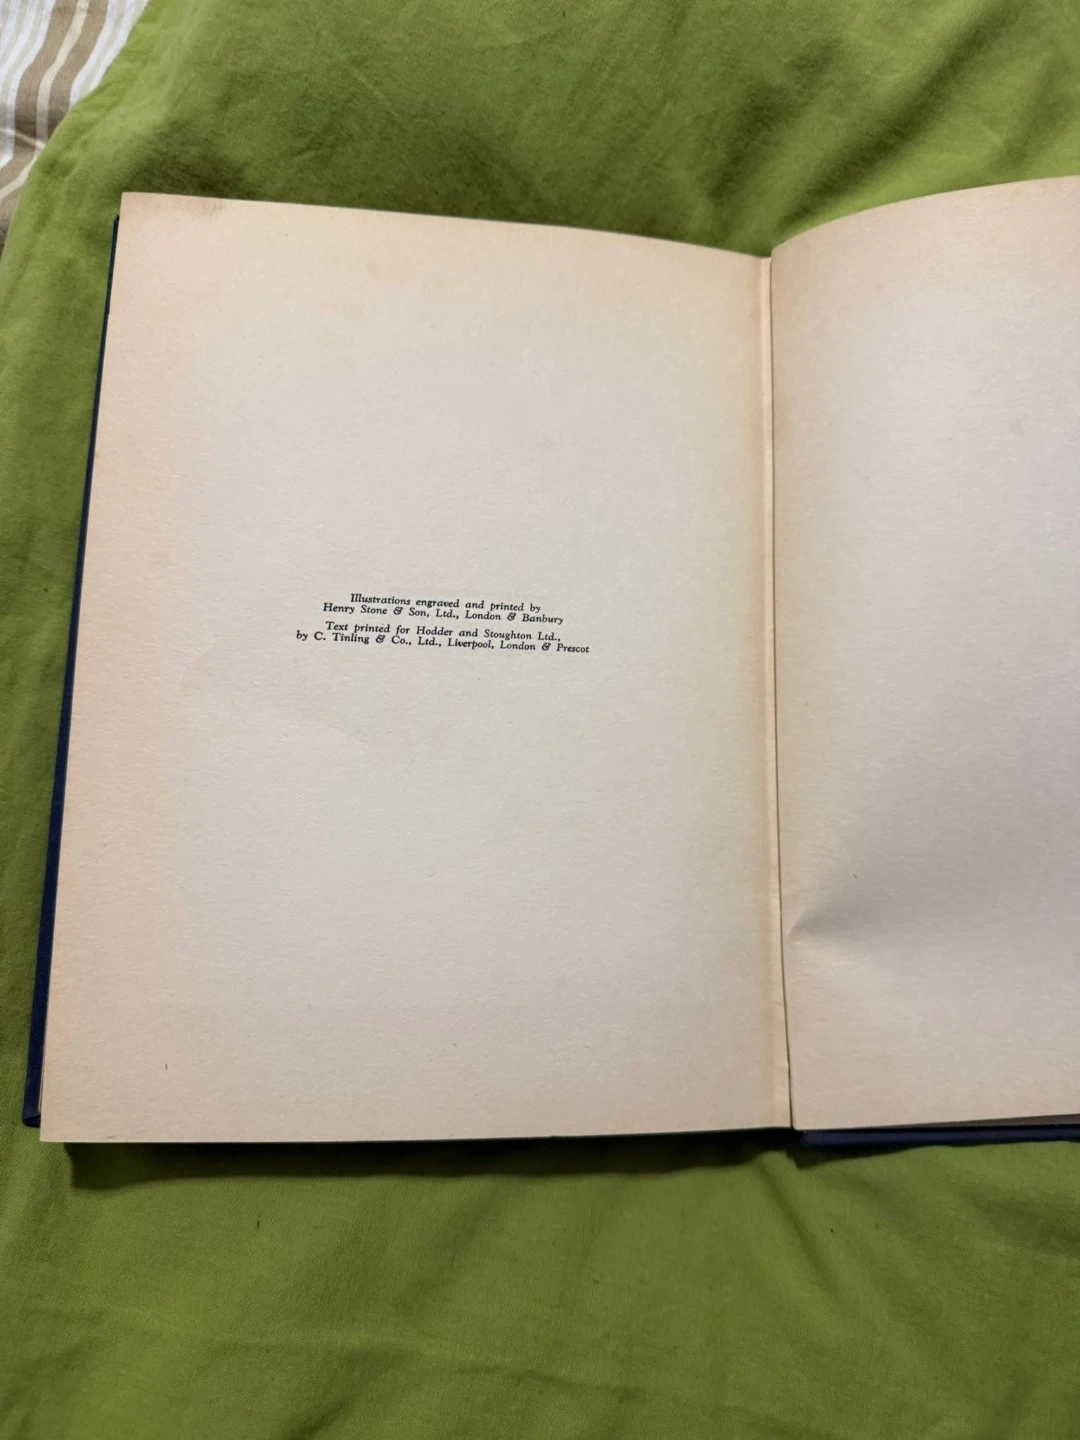 Illustrations engraved and printed by
Henry Stone & Son, Ltd., London & Banbury
Text printed for Hodder and Stoughton Ltd.,
by C. Tinling & Co., Ltd., Liverpool, London & Prescot